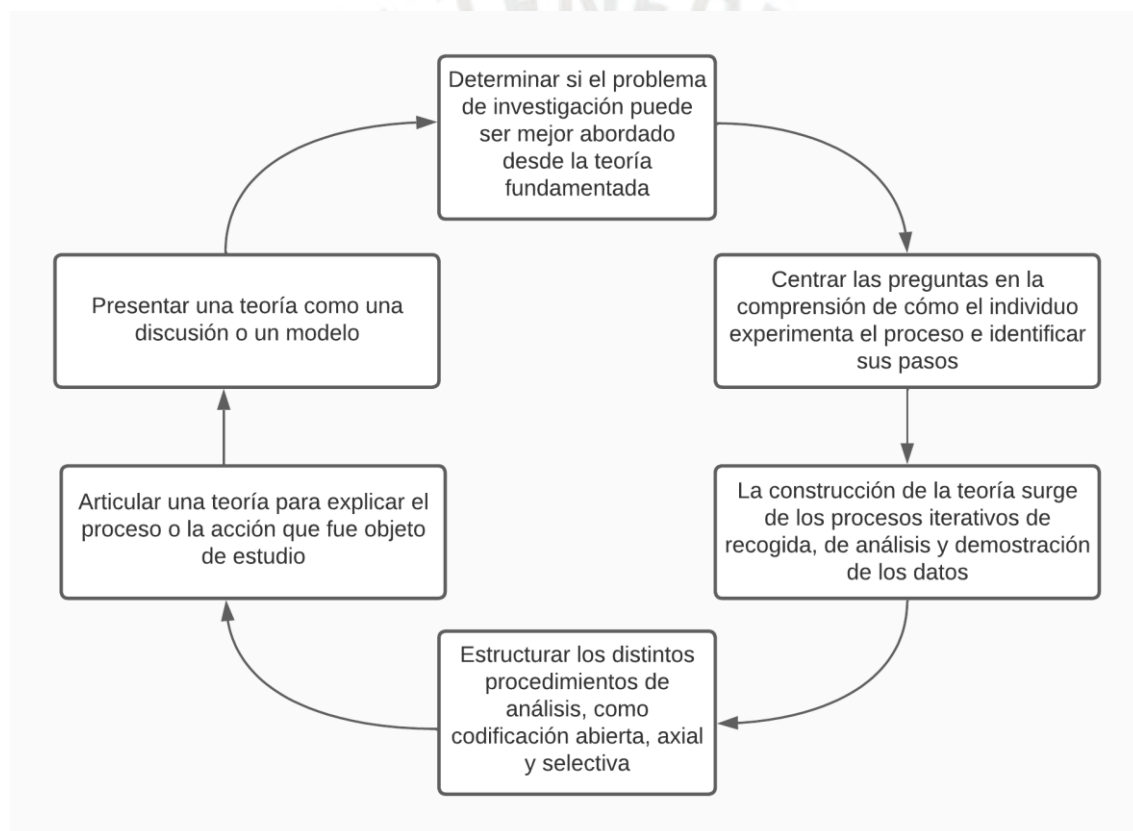 Determinar si el problema
de investigación puede
ser mejor abordado
desde la teoría
fundamentada
Centrar las preguntas en la
comprensión de cómo el individuo
experimenta el proceso e identificar
sus pasos
La construcción de la teoría surge
de los procesos iterativos de
recogida, de análisis y demostración
de los datos
Estructurar los distintos
procedimientos de
análisis, como
codificación abierta, axial
y selectiva
Articular una teoría para explicar el
proceso o la acción que fue objeto
de estudio
Presentar una teoría como una
discusión o un modelo